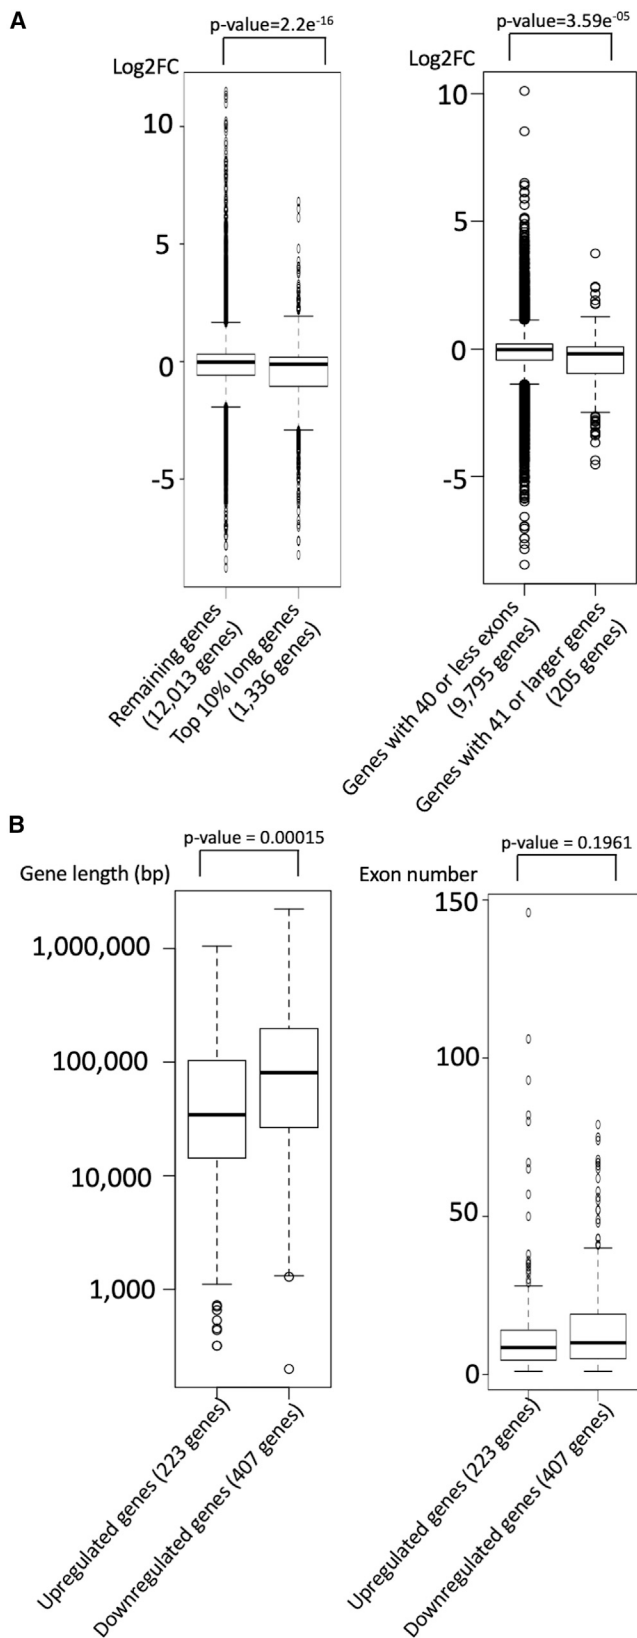 A
p-value=2.2e-16
Log2FC
10
5
0
-5
Remaining genes
(12,013 genes)
Top 10% long genes
(1,336 genes)
p-value=3.59e-05
Log2FC
10
5
0
-5
Genes with 40 or less exons
(9,795 genes)
Genes with 41 or larger genes
(205 genes)
B
p-value = 0.00015
Gene length (bp)
1,000,000
100,000
10,000
1,000
Upregulated genes (223 genes)
Downregulated genes (407 genes)
p-value = 0.1961
Exon number
150
100
50
0
Upregulated genes (223 genes)
Downregulated genes (407 genes)